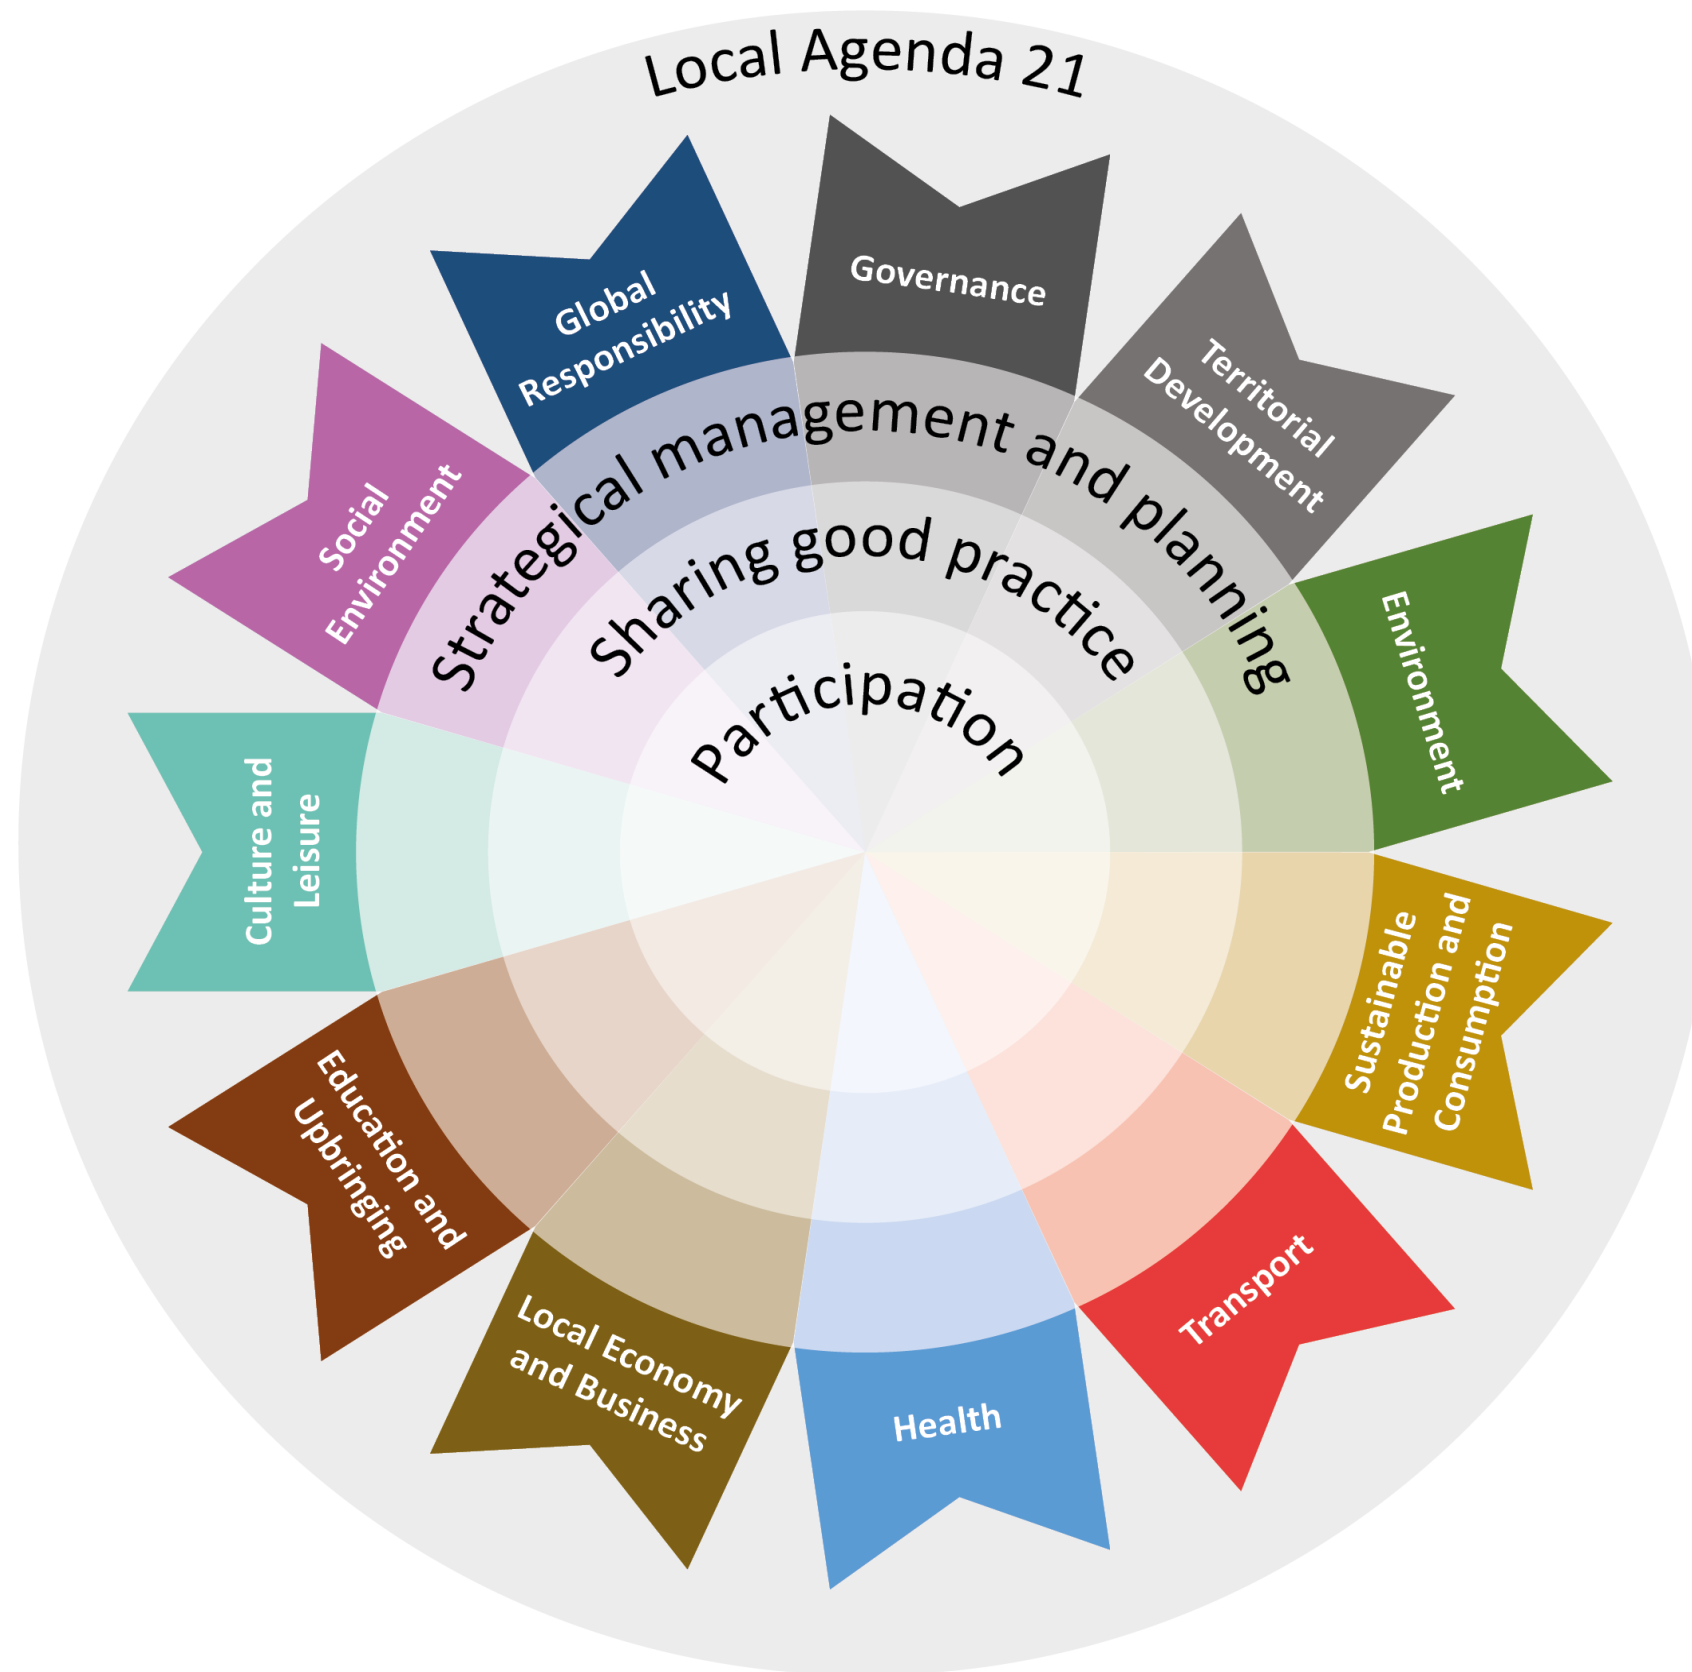 Local Agenda 21
Governance
Territorial
Development
Environment
Sustainable
Production and
Consumption
Transport
Health
Local Economy
and Business
Education and
Upbringing
Culture and
Leisure
Social
Environment
Global
Responsibility
Strategical management and planning
Sharing good practice
Participation